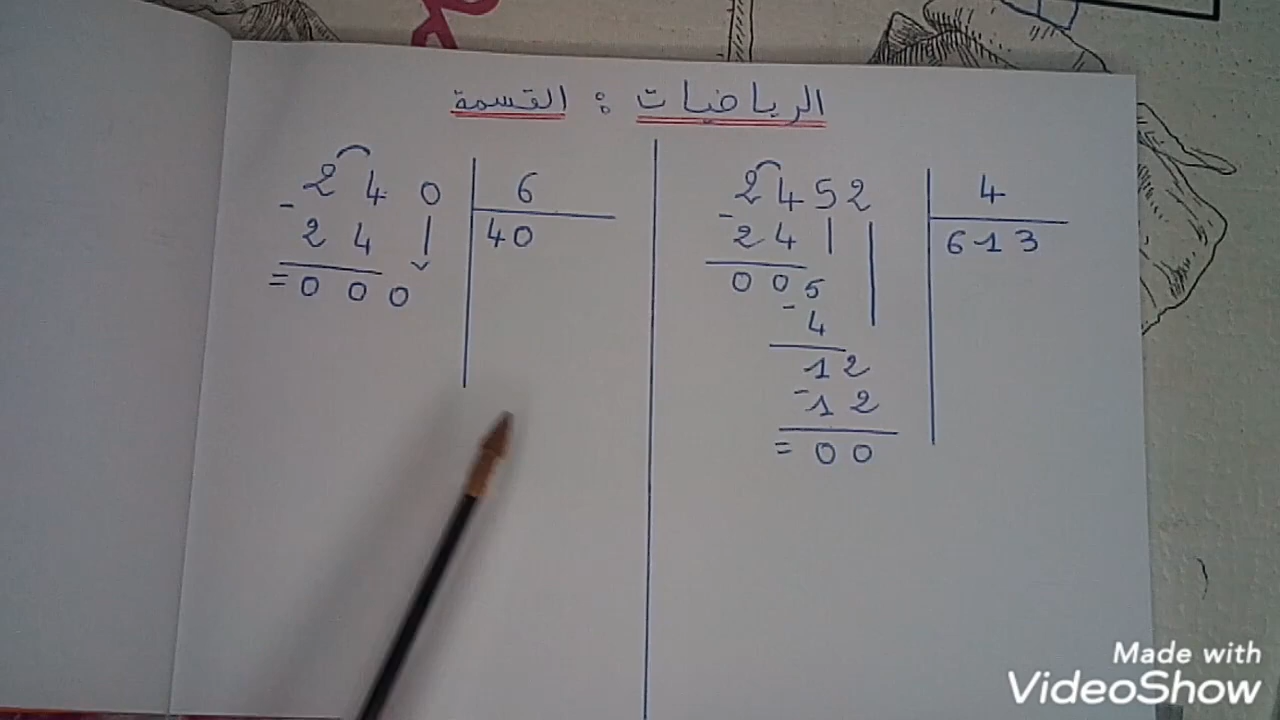 الرياضيات : القسمة
240 | 6
- 24 | 40
= 000
2452 | 4
- 24 | 613
005
- 4
12
- 12
= 00
Made with
VideoShow